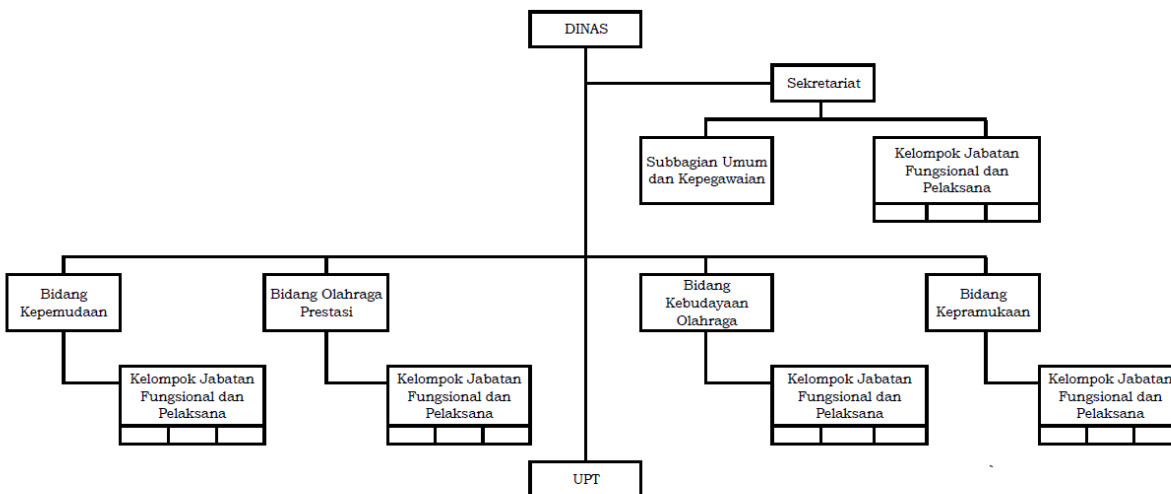 DINAS
Sekretariat
Subbagian Umum
dan Kepegawaian
Kelompok Jabatan
Fungsional dan
Pelaksana
Bidang
Kepemudaan
Bidang Olahraga
Prestasi
Bidang
Kebudayaan
Olahraga
Bidang
Kepramukaan
Kelompok Jabatan
Fungsional dan
Pelaksana
Kelompok Jabatan
Fungsional dan
Pelaksana
Kelompok Jabatan
Fungsional dan
Pelaksana
Kelompok Jabatan
Fungsional dan
Pelaksana
UPT